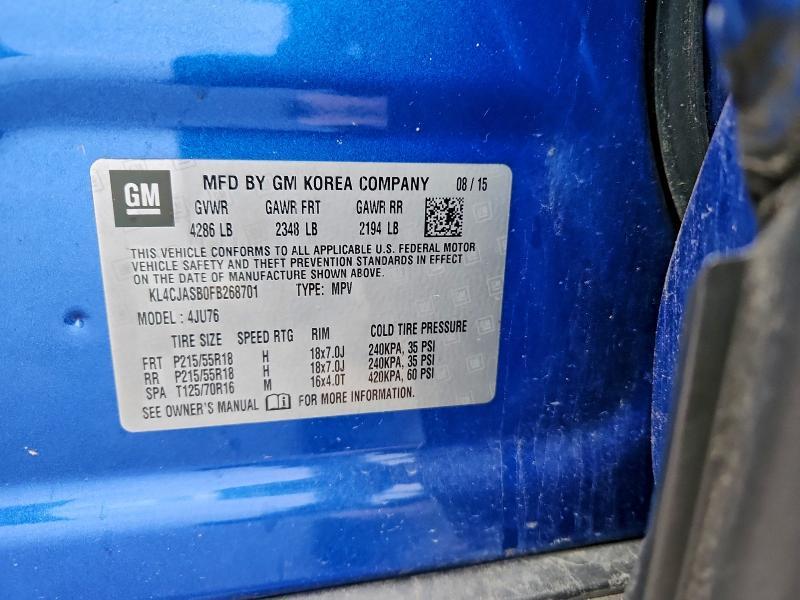 GM MFD BY GM KOREA COMPANY 08 / 15
GVWR GAWR FRT GAWR RR
4286 LB 2348 LB 2194 LB
THIS VEHICLE CONFORMS TO ALL APPLICABLE U.S. FEDERAL MOTOR
VEHICLE SAFETY AND THEFT PREVENTION STANDARDS IN EFFECT
ON THE DATE OF MANUFACTURE SHOWN ABOVE.
KL4CJASB0FB268701 TYPE: MPV
MODEL : 4JU76
TIRE SIZE SPEED RTG RIM COLD TIRE PRESSURE
FRT P215/55R18 H 18x7.0J 240KPA, 35 PSI
RR P215/55R18 H 18x7.0J 240KPA, 35 PSI
SPA T125/70R16 M 16x4.0T 420KPA, 60 PSI
SEE OWNER'S MANUAL FOR MORE INFORMATION.